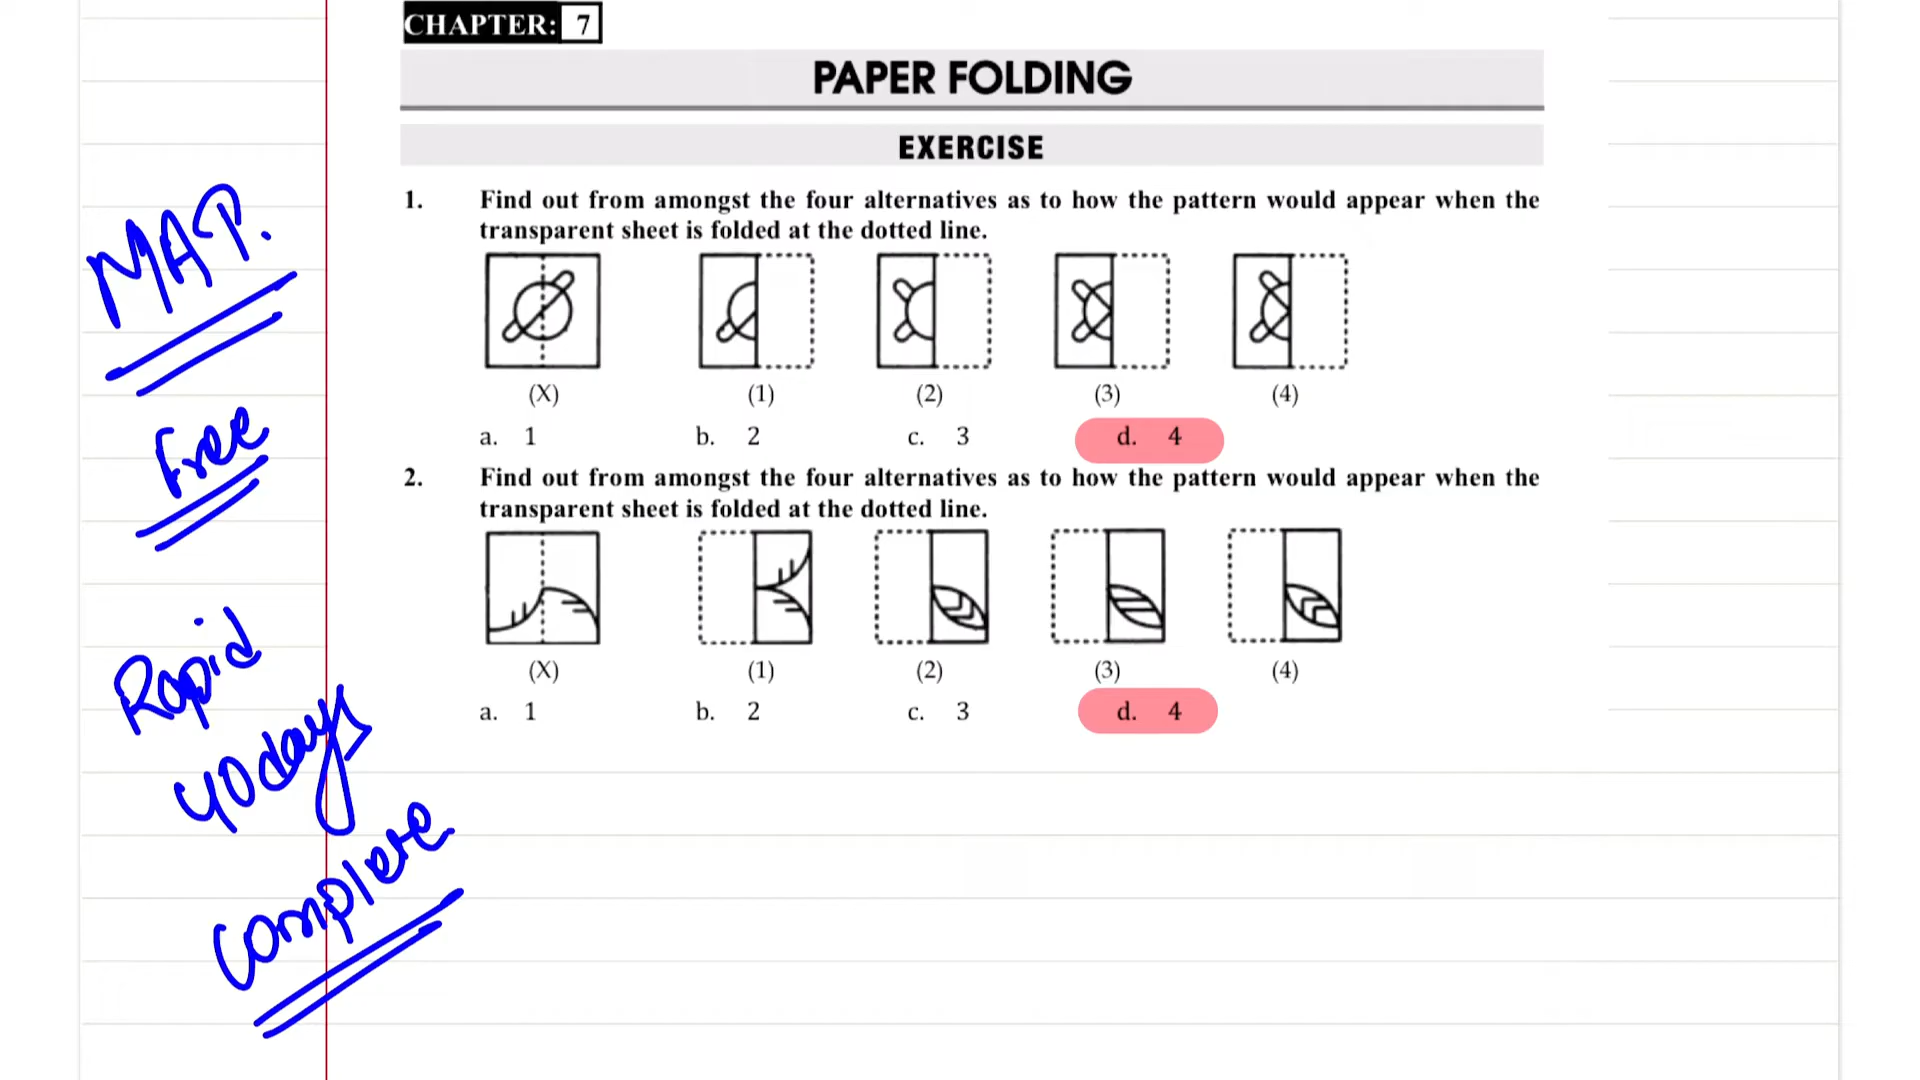 CHAPTER: 7
PAPER FOLDING
EXERCISE
1. Find out from amongst the four alternatives as to how the pattern would appear when the
transparent sheet is folded at the dotted line.
(X) (1) (2) (3) (4)
a. 1 b. 2 c. 3 d. 4
2. Find out from amongst the four alternatives as to how the pattern would appear when the
transparent sheet is folded at the dotted line.
(X) (1) (2) (3) (4)
a. 1 b. 2 c. 3 d. 4
MAT.
Free
Rapid
40 days
Complete